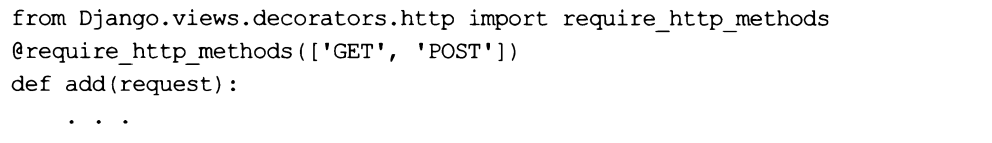 from Django.views.decorators.http import require_http_methods
@require_http_methods(['GET', 'POST'])
def add(request):
    . . .